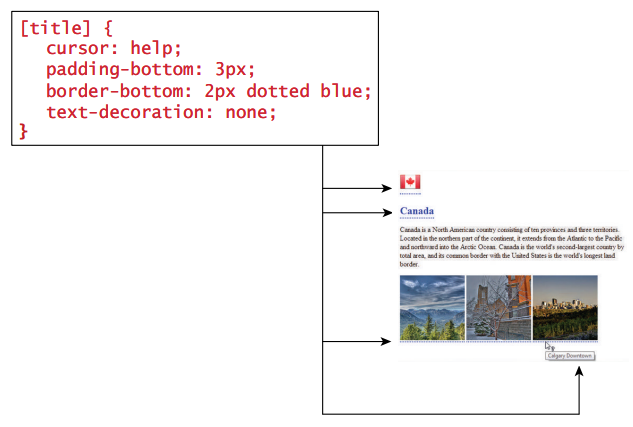 [title] {
cursor: help;
padding-bottom: 3px;
border-bottom: 2px dotted blue;
text-decoration: none;
}
Canada
Canada is a North American country consisting of ten provinces and three territories.
Located in the northern part of the continent, it extends from the Atlantic to the Pacific
and northward into the Arctic Ocean. Canada is the world's second-largest country by
total area, and its common border with the United States is the world's longest land
border.
Calgary Downtown